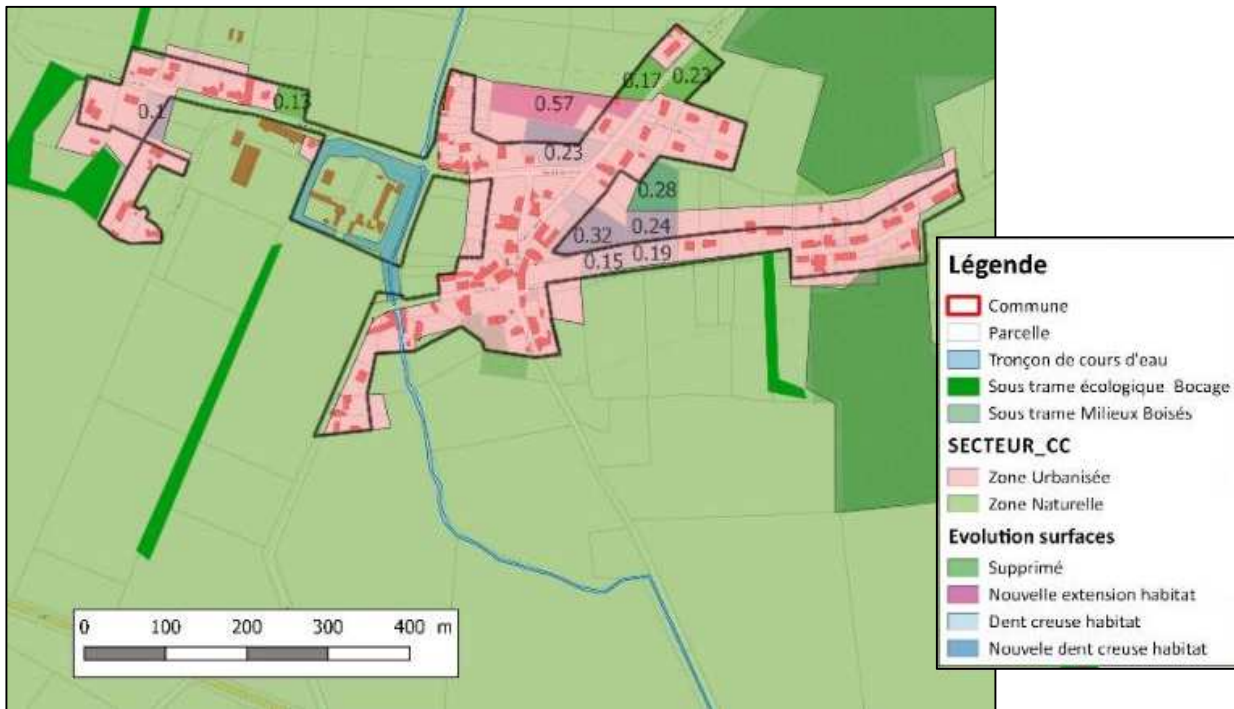 0.17
0.23
0.13
0.57
0.1
0.23
0.28
0.24
0.32
0.19
0.15
Légende
Commune
Parcelle
Tronçon de cours d'eau
Sous trame écologique Bocage
Sous trame Milieux Boisés
SECTEUR_CC
Zone Urbanisée
Zone Naturelle
Evolution surfaces
Supprimé
Nouvelle extension habitat
Dent creuse habitat
Nouvele dent creuse habitat
0 100 200 300 400 m